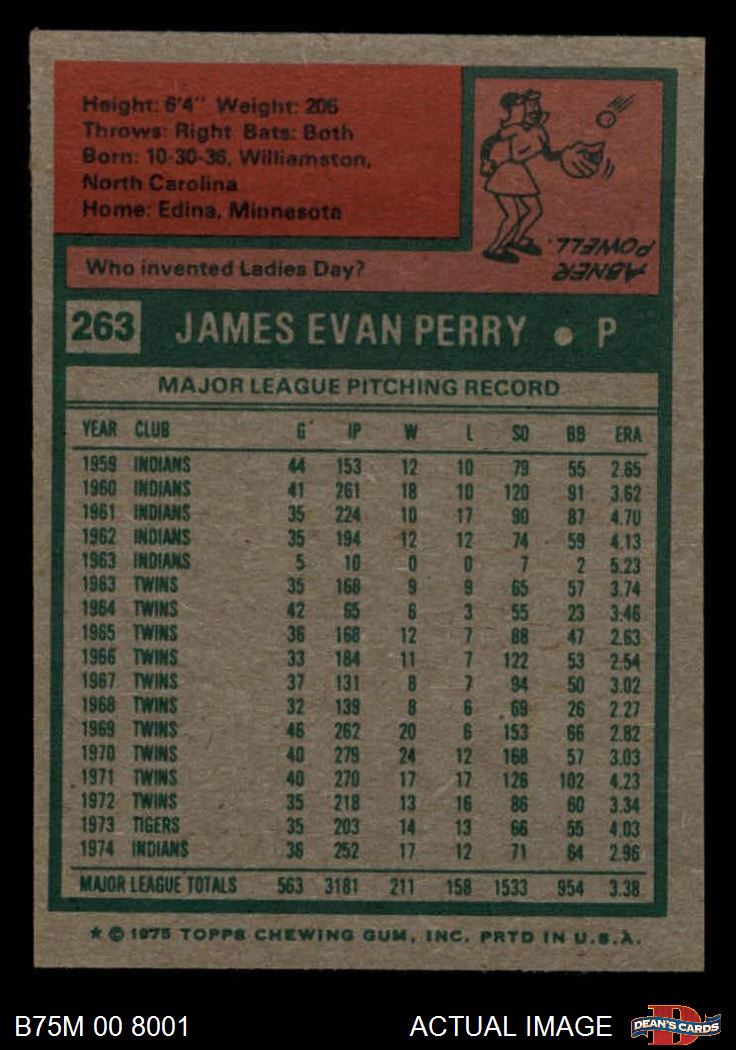 Height: 6'4" Weight: 205
Throws: Right Bats: Both
Born: 10-30-36, Williamston,
North Carolina
Home: Edina, Minnesota
ABNER
POWELL.
Who invented Ladies Day?
263 JAMES EVAN PERRY • P
MAJOR LEAGUE PITCHING RECORD
YEAR CLUB G IP W L SO BB ERA
1959 INDIANS 44 153 12 10 79 55 2.65
1960 INDIANS 41 261 18 10 120 91 3.62
1961 INDIANS 35 224 10 17 90 87 4.70
1962 INDIANS 35 194 12 12 74 59 4.13
1963 INDIANS 5 10 0 0 7 2 5.23
1963 TWINS 35 168 9 9 65 57 3.74
1964 TWINS 42 65 6 3 55 23 3.46
1965 TWINS 36 168 12 7 88 47 2.63
1966 TWINS 33 184 11 7 122 53 2.54
1967 TWINS 37 131 8 7 94 50 3.02
1968 TWINS 32 139 8 6 69 26 2.27
1969 TWINS 46 262 20 6 153 66 2.82
1970 TWINS 40 279 24 12 168 57 3.03
1971 TWINS 40 270 17 17 126 102 4.23
1972 TWINS 35 218 13 16 86 60 3.34
1973 TIGERS 35 203 14 13 66 55 4.03
1974 INDIANS 36 252 17 12 71 64 2.96
MAJOR LEAGUE TOTALS 563 3181 211 158 1533 954 3.38
* © 1975 TOPPS CHEWING GUM, INC. PRTD IN U.S.A.
B75M 00 8001 ACTUAL IMAGE D DEAN'S CARDS